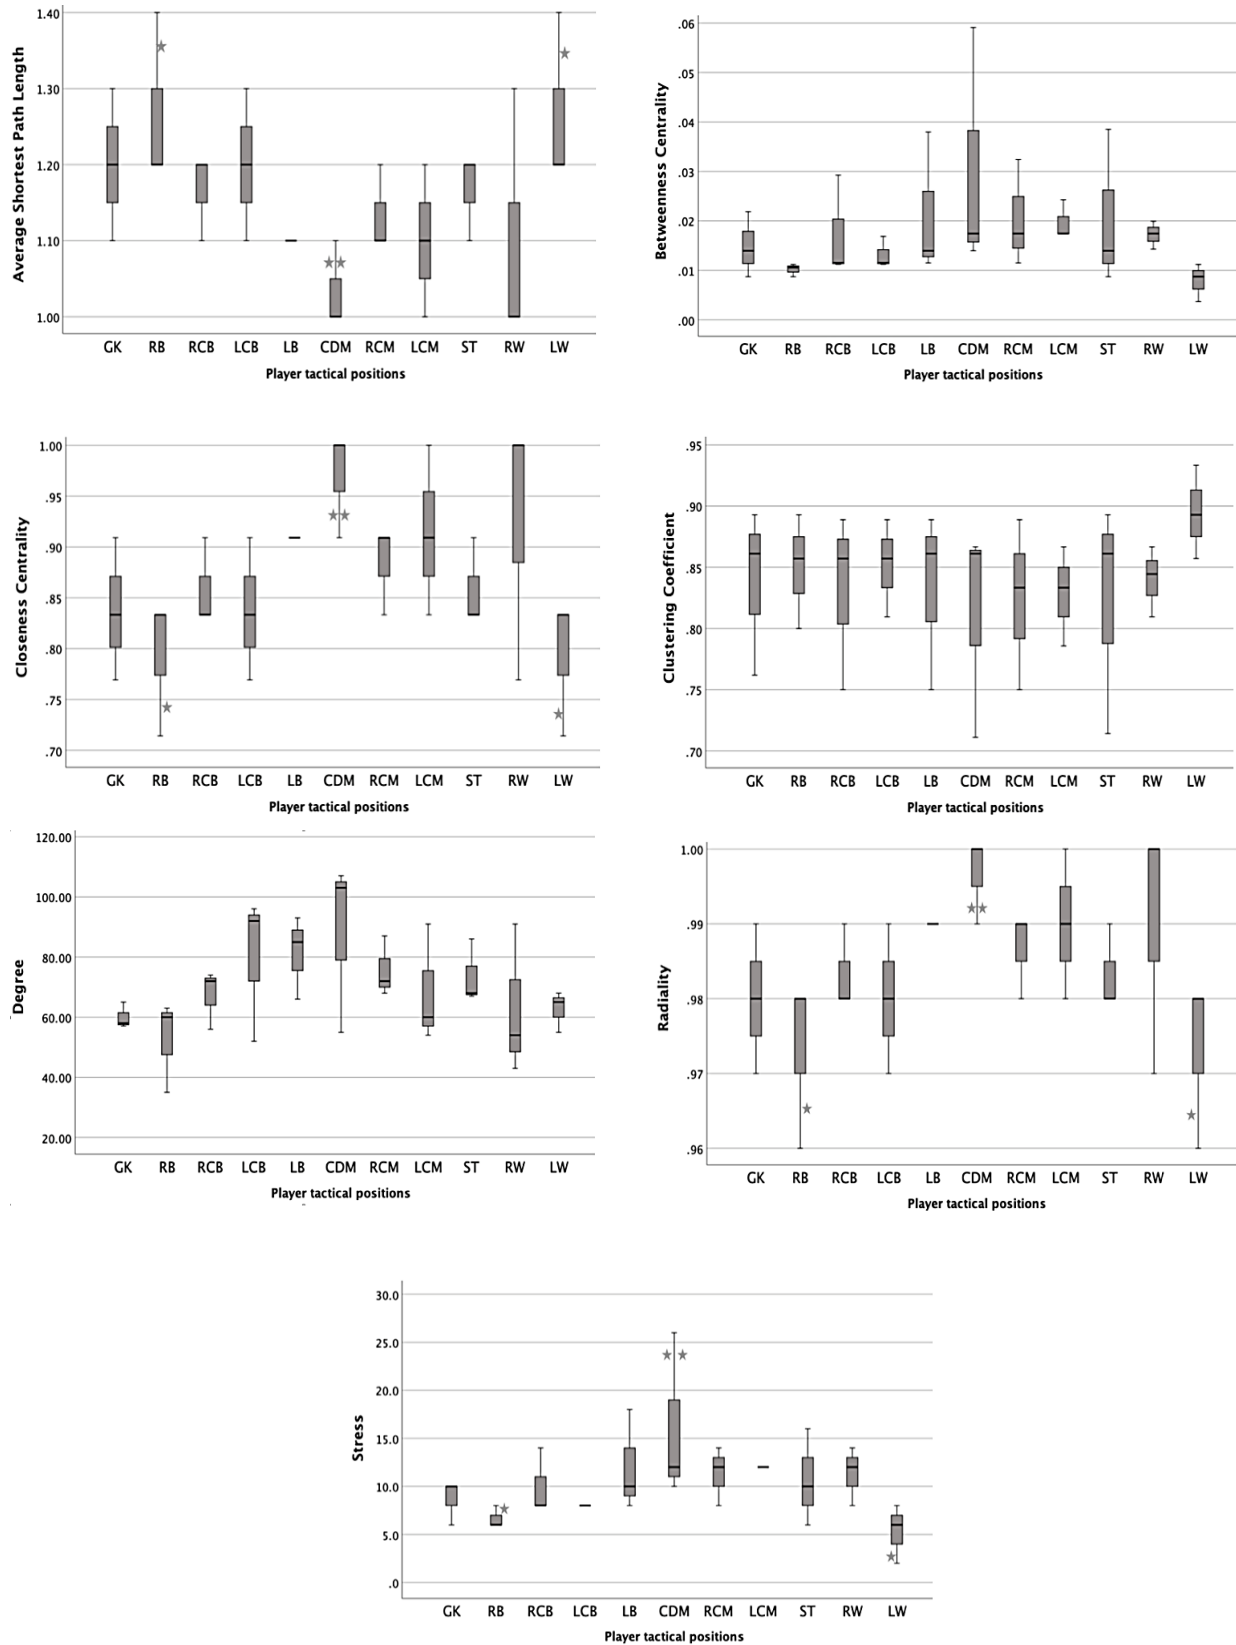 Average Shortest Path Length
1.40
1.30
1.20
1.10
1.00
GK RB RCB LCB LB CDM RCM LCM ST RW LW
Player tactical positions
Betweenness Centrality
.06
.05
.04
.03
.02
.01
.00
GK RB RCB LCB LB CDM RCM LCM ST RW LW
Player tactical positions
Closeness Centrality
1.00
.95
.90
.85
.80
.75
.70
GK RB RCB LCB LB CDM RCM LCM ST RW LW
Player tactical positions
Clustering Coefficient
.95
.90
.85
.80
.75
.70
GK RB RCB LCB LB CDM RCM LCM ST RW LW
Player tactical positions
Degree
120.00
100.00
80.00
60.00
40.00
20.00
GK RB RCB LCB LB CDM RCM LCM ST RW LW
Player tactical positions
Radiality
1.00
.99
.98
.97
.96
GK RB RCB LCB LB CDM RCM LCM ST RW LW
Player tactical positions
Stress
30.0
25.0
20.0
15.0
10.0
5.0
.0
GK RB RCB LCB LB CDM RCM LCM ST RW LW
Player tactical positions